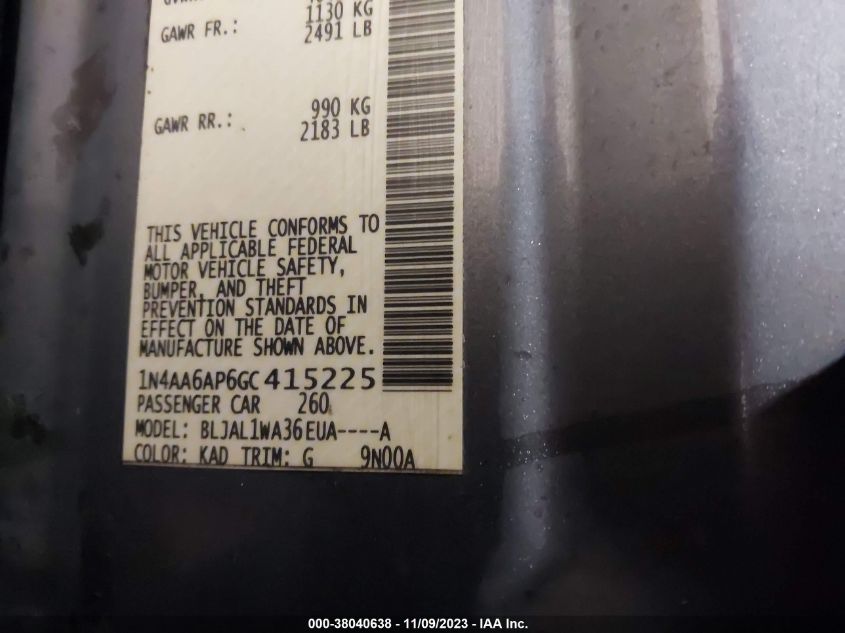 1130 KG
GAWR FR.: 2491 LB
990 KG
GAWR RR.: 2183 LB
THIS VEHICLE CONFORMS TO
ALL APPLICABLE FEDERAL
MOTOR VEHICLE SAFETY,
BUMPER, AND THEFT
PREVENTION STANDARDS IN
EFFECT ON THE DATE OF
MANUFACTURE SHOWN ABOVE.
1N4AA6AP6GC415225
PASSENGER CAR 260
MODEL: BLJAL1WA36EUA----A
COLOR: KAD TRIM: G 9N00A
000-38040638 - 11/09/2023 - IAA Inc.